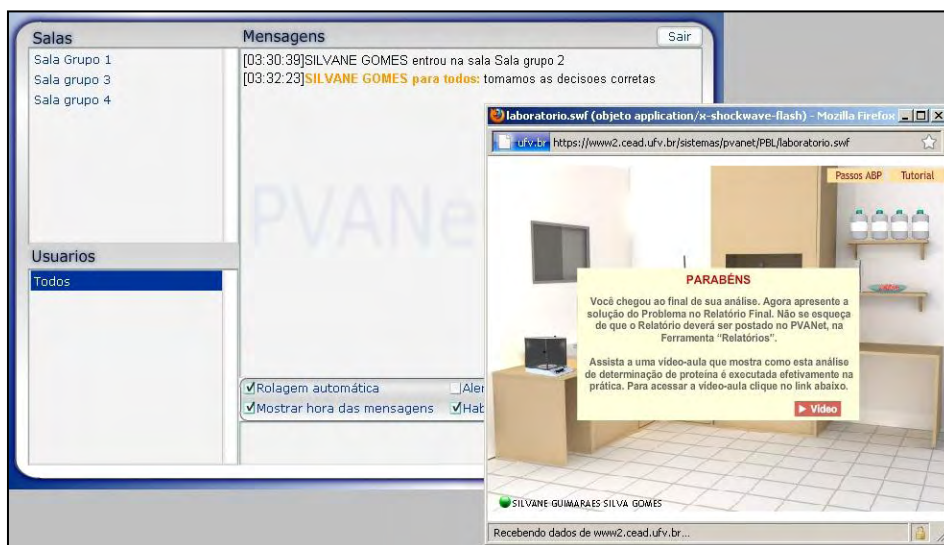 Salas
Sala Grupo 1
Sala grupo 3
Sala grupo 4
Usuarios
Todos
Mensagens
Sair
[03:30:39]SILVANE GOMES entrou na sala Sala grupo 2
[03:32:23]SILVANE GOMES para todos: tomamos as decisoes corretas
PVANe
Rolagem automática
Mostrar hora das mensagens
laboratorio.swf (objeto application/x-shockwave-flash) - Mozilla Firefox
ufv.br https://www2.cead.ufv.br/sistemas/pvanet/PBL/laboratorio.swf
Passos ABP Tutorial
PARABÉNS
Você chegou ao final de sua análise. Agora apresente a
solução do Problema no Relatório Final. Não se esqueça
de que o Relatório deverá ser postado no PVANet, na
Ferramenta “Relatórios”.
Assista a uma vídeo-aula que mostra como esta análise
de determinação de proteína é executada efetivamente na
prática. Para acessar a vídeo-aula clique no link abaixo.
Vídeo
SILVANE GUIMARAES SILVA GOMES
Recebendo dados de www2.cead.ufv.br...